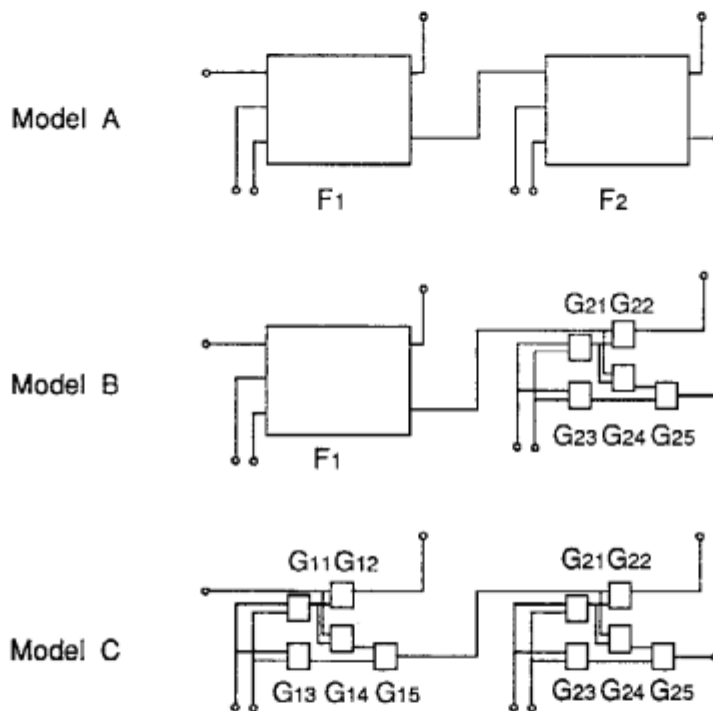 Model A
F1
F2
G21 G22
Model B
G23 G24 G25
F1
G11 G12
G21 G22
Model C
G13 G14 G15
G23 G24 G25